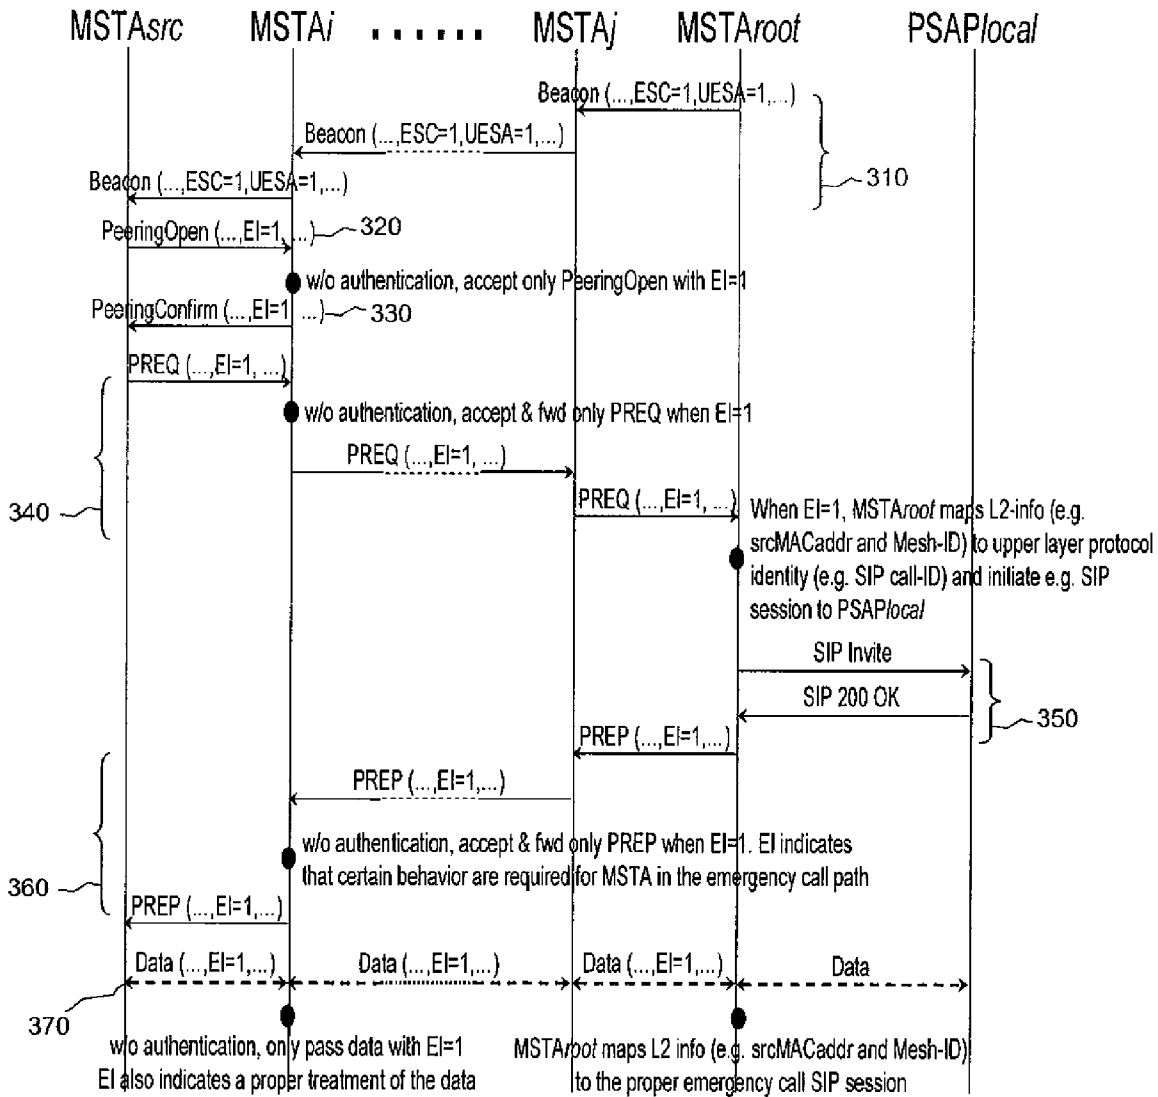 MSTAsrc MSTAi ...... MSTAj MSTAroot PSAPlocal
Beacon (...,ESC=1,UESA=1,...)
Beacon (...,ESC=1,UESA=1,...)
310
Beacon (...,ESC=1,UESA=1,...)
PeeringOpen (...,EI=1, ...) 320
w/o authentication, accept only PeeringOpen with EI=1
PeeringConfirm (...,EI=1 ...) 330
PREQ (...,EI=1, ...)
w/o authentication, accept & fwd only PREQ when EI=1
PREQ (...,EI=1, ...)
340
PREQ (...,EI=1, ...)
When EI=1, MSTAroot maps L2-info (e.g.
srcMACaddr and Mesh-ID) to upper layer protocol
identity (e.g. SIP call-ID) and iniliate e.g. SIP
session to PSAPlocal
SIP Invite
SIP 200 OK
350
PREP (...,EI=1,...)
PREP (...,EI=1,...)
w/o authentication, accept & fwd only PREP when EI=1. EI indicates
that certain behavior are required for MSTA in the emergency call path
360
PREP (...,EI=1,...)
Data (...,EI=1,...) Data (...,EI=1,...) Data (...,EI=1,...) Data
370
w/o authentication, only pass data with EI=1
EI also indicates a proper treatment of the data
MSTAroot maps L2 info (e.g. srcMACaddr and Mesh-ID)
to the proper emergency call SIP session